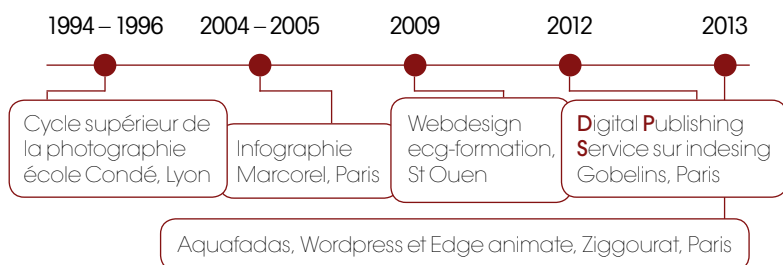 1994 – 1996
2004 – 2005
2009
2012
2013
Cycle supérieur de
la photographie
école Condé, Lyon
Infographie
Marcorel, Paris
Webdesign
ecg-formation,
St Ouen
Digital Publishing
Service sur indesing
Gobelins, Paris
Aquafadas, Wordpress et Edge animate, Ziggourat, Paris